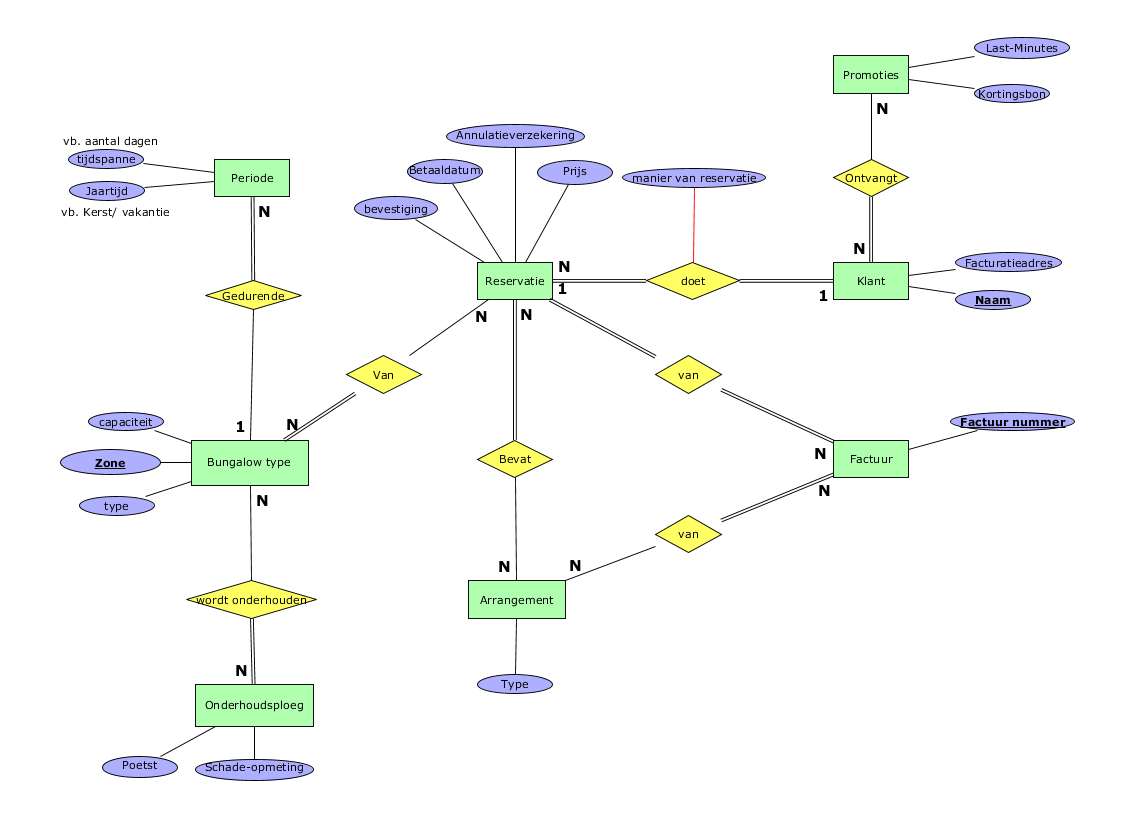 Last-Minutes
Promoties
Kortingsbon
N
vb. aantal dagen
tijdspanne
Jaartijd
vb. Kerst/ vakantie
Periode
N
Annulatieverzekering
Betaaldatum
Prijs
bevestiging
manier van reservatie
Ontvangt
N
Facturatieadres
Klant
Naam
1
doet
N
1
Reservatie
N
N
Gedurende
Van
van
1
N
capaciteit
Zone
type
Bungalow type
N
Bevat
Factuur nummer
Factuur
N
N
van
N
N
Arrangement
wordt onderhouden
N
Onderhoudsploeg
Type
Poetst
Schade-opmeting